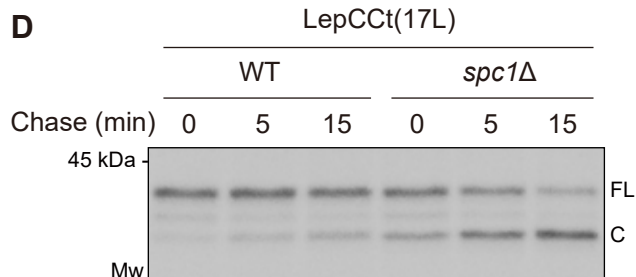 D
LepCCt(17L)
WT spc1Δ
Chase (min) 0 5 15 0 5 15
45 kDa -
FL
C
Mw